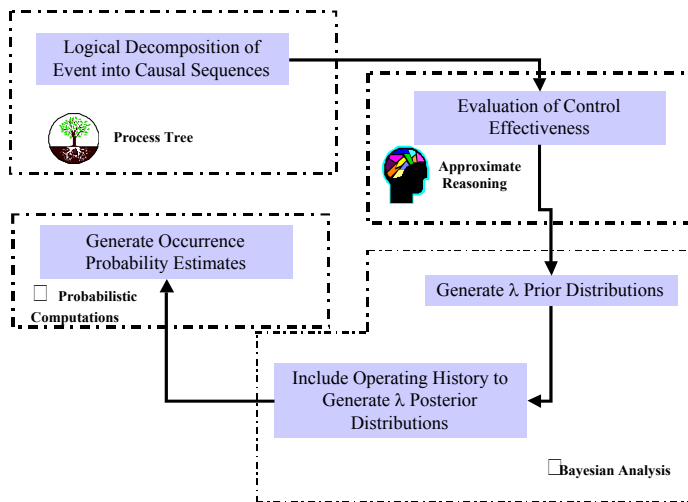 Logical Decomposition of
Event into Causal Sequences
Process Tree
Evaluation of Control
Effectiveness
Approximate
Reasoning
Generate Occurrence
Probability Estimates
□ Probabilistic
Computations
Generate λ Prior Distributions
Include Operating History to
Generate λ Posterior
Distributions
□Bayesian Analysis